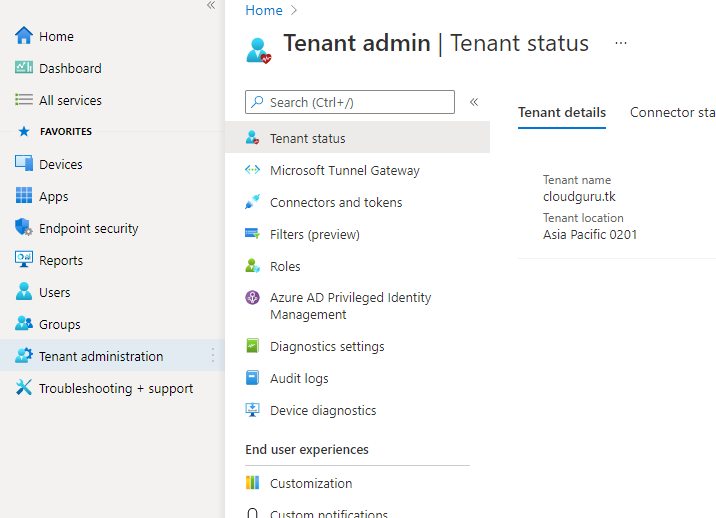 «
Home
Dashboard
All services
FAVORITES
Devices
Apps
Endpoint security
Reports
Users
Groups
Tenant administration
Troubleshooting + support
Home >
Tenant admin | Tenant status ...
Search (Ctrl+/)
«
Tenant status
Microsoft Tunnel Gateway
Connectors and tokens
Filters (preview)
Roles
Azure AD Privileged Identity
Management
Diagnostics settings
Audit logs
Device diagnostics
End user experiences
Customization
Custom notifications
Tenant details Connector sta
Tenant name
cloudguru.tk
Tenant location
Asia Pacific 0201